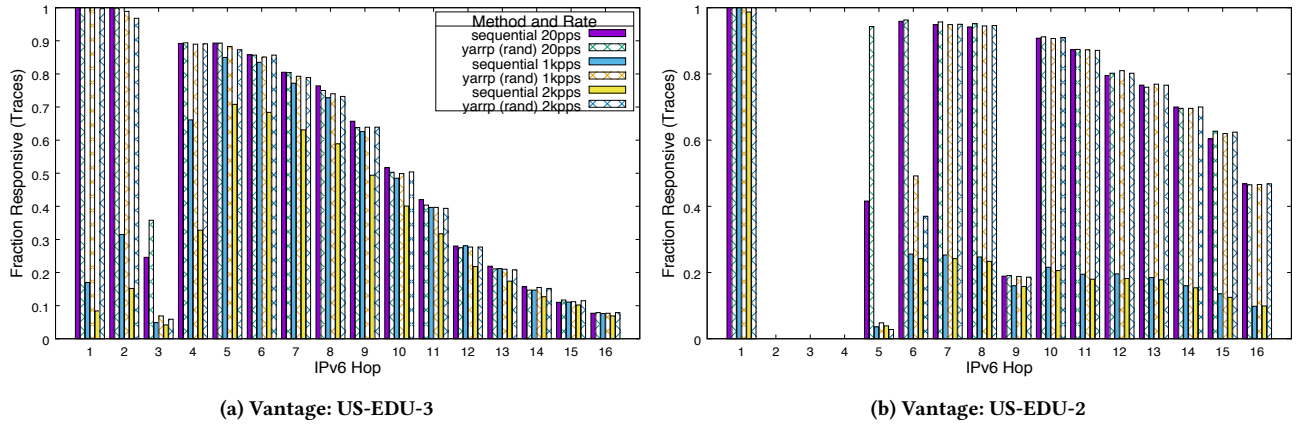 Method and Rate
sequential 20pps
yarrp (rand) 20pps
sequential 1kpps
yarrp (rand) 1kpps
sequential 2kpps
yarrp (rand) 2kpps
Fraction Responsive (Traces)
1
0.9
0.8
0.7
0.6
0.5
0.4
0.3
0.2
0.1
0
1 2 3 4 5 6 7 8 9 10 11 12 13 14 15 16
IPv6 Hop
(a) Vantage: US-EDU-3
Fraction Responsive (Traces)
1
0.8
0.6
0.4
0.2
0
1 2 3 4 5 6 7 8 9 10 11 12 13 14 15 16
IPv6 Hop
(b) Vantage: US-EDU-2